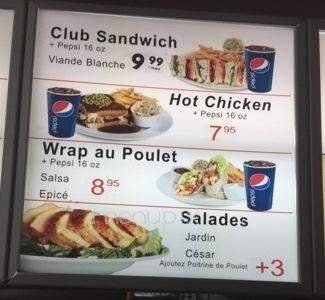 Club Sandwich
+ Pepsi 16 oz
Viande Blanche 9.99
Hot Chicken
+ Pepsi 16 oz
7.95
pepsi
Wrap au Poulet
+ Pepsi 16 oz
Salsa
Epicé
8.95
Salades
Jardin
César
Ajoutez Poitrine de Poulet +3